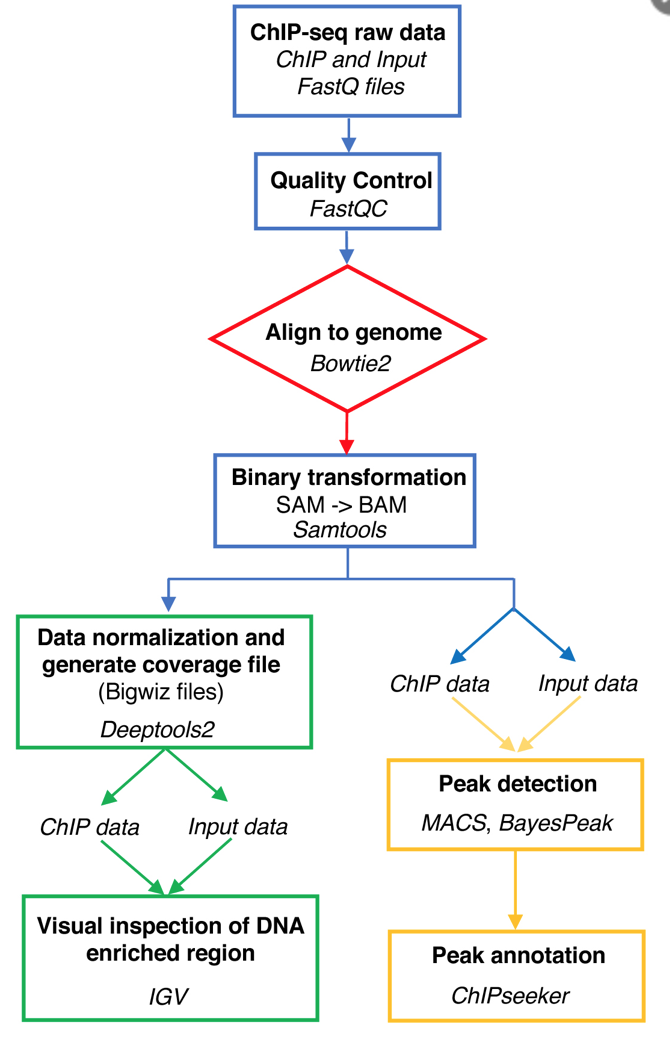 ChIP-seq raw data
ChIP and Input
FastQ files
Quality Control
FastQC
Align to genome
Bowtie2
Binary transformation
SAM -> BAM
Samtools
Data normalization and
generate coverage file
(Bigwiz files)
Deeptools2
ChIP data
Input data
Visual inspection of DNA
enriched region
IGV
ChIP data
Input data
Peak detection
MACS, BayesPeak
Peak annotation
ChIPseeker